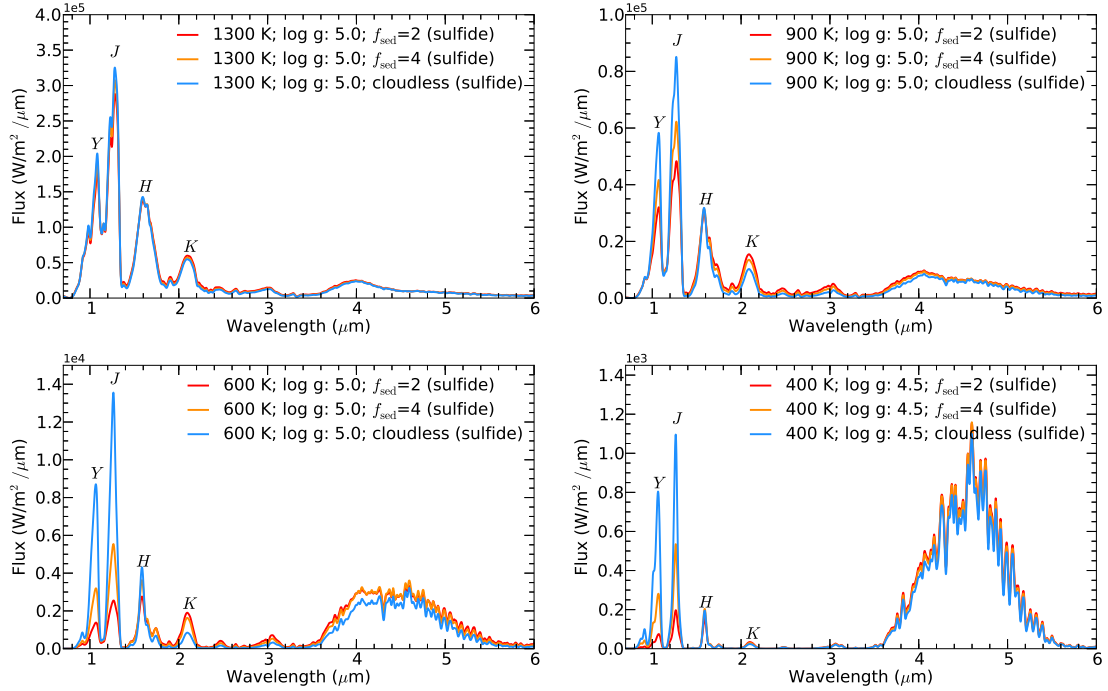 1e5
4.0
3.5
3.0
2.5
2.0
1.5
1.0
0.5
0.0
Flux (W/m² /μm)
1300 K; log g: 5.0; f_sed=2 (sulfide)
1300 K; log g: 5.0; f_sed=4 (sulfide)
1300 K; log g: 5.0; cloudless (sulfide)
Y
J
H
K
1 2 3 4 5 6
Wavelength (μm)
1e5
1.0
0.8
0.6
0.4
0.2
0.0
Flux (W/m² /μm)
900 K; log g: 5.0; f_sed=2 (sulfide)
900 K; log g: 5.0; f_sed=4 (sulfide)
900 K; log g: 5.0; cloudless (sulfide)
Y
J
H
K
1 2 3 4 5 6
Wavelength (μm)
1e4
1.4
1.2
1.0
0.8
0.6
0.4
0.2
0.0
Flux (W/m² /μm)
600 K; log g: 5.0; f_sed=2 (sulfide)
600 K; log g: 5.0; f_sed=4 (sulfide)
600 K; log g: 5.0; cloudless (sulfide)
Y
J
H
K
1 2 3 4 5 6
Wavelength (μm)
1e3
1.4
1.2
1.0
0.8
0.6
0.4
0.2
0.0
Flux (W/m² /μm)
400 K; log g: 4.5; f_sed=2 (sulfide)
400 K; log g: 4.5; f_sed=4 (sulfide)
400 K; log g: 4.5; cloudless (sulfide)
Y
J
H
K
1 2 3 4 5 6
Wavelength (μm)